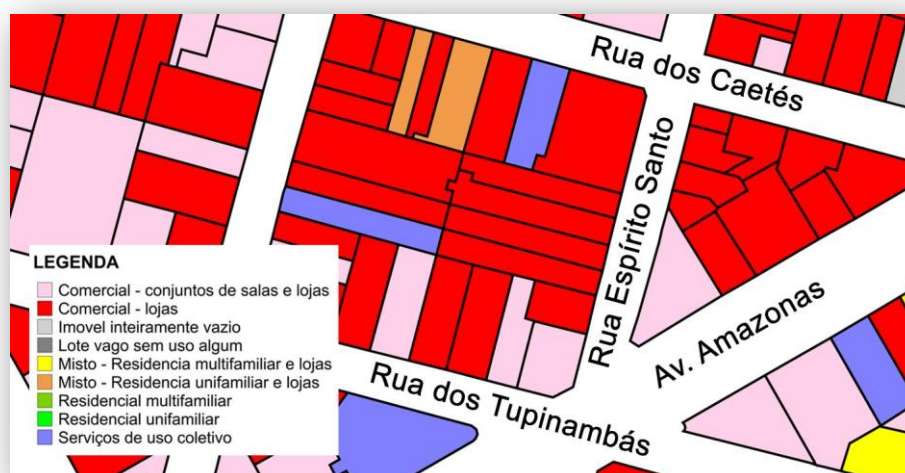 Rua dos Caetés
Rua Espírito Santo
Av. Amazonas
Rua dos Tupinambás
LEGENDA
Comercial - conjuntos de salas e lojas
Comercial - lojas
Imovel inteiramente vazio
Lote vago sem uso algum
Misto - Residencia multifamiliar e lojas
Misto - Residencia unifamiliar e lojas
Residencial multifamiliar
Residencial unifamiliar
Serviços de uso coletivo